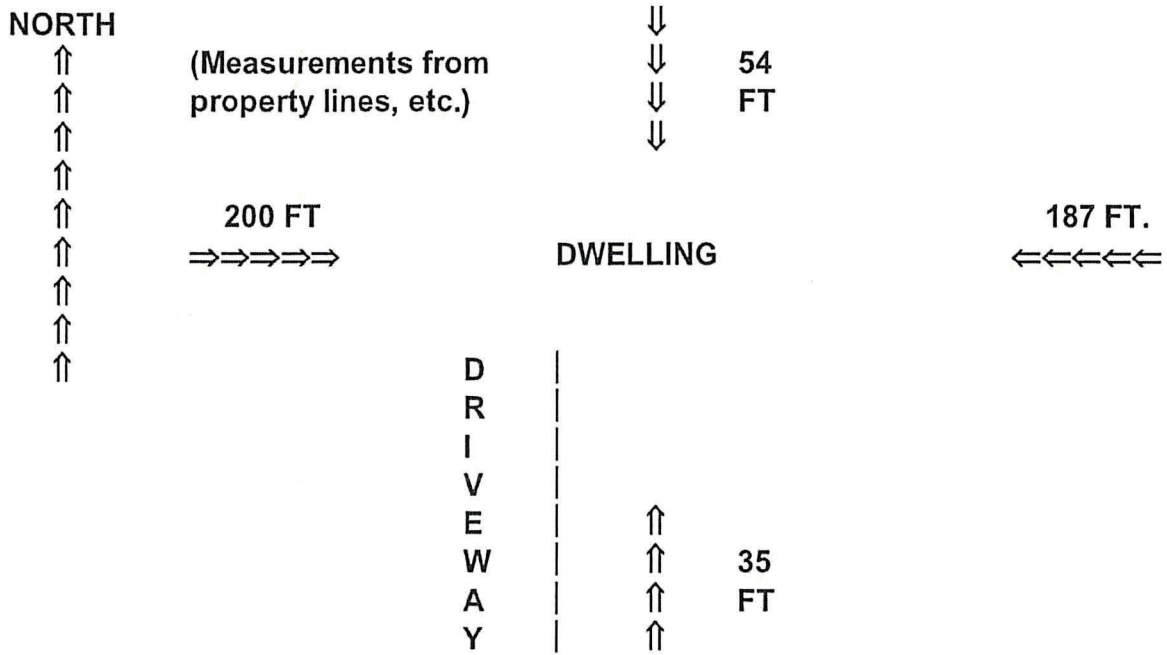 NORTH
(Measurements from
property lines, etc.)
54
FT
200 FT
187 FT.
DWELLING
D
R
I
V
E
W
A
Y
35
FT